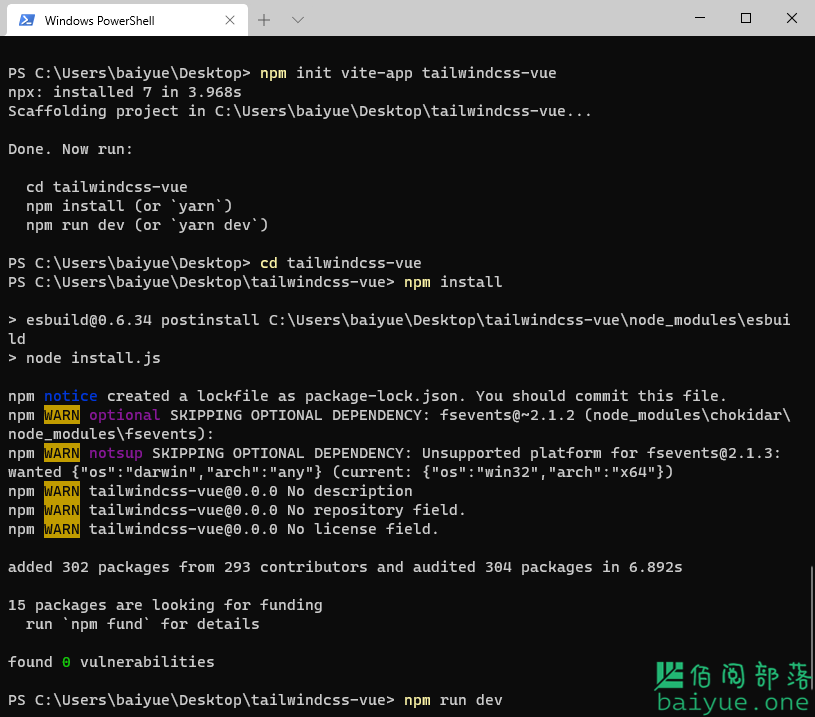 Windows PowerShell
PS C:\Users\baiyue\Desktop> npm init vite-app tailwindcss-vue
npx: installed 7 in 3.968s
Scaffolding project in C:\Users\baiyue\Desktop\tailwindcss-vue...
Done. Now run:
cd tailwindcss-vue
npm install (or `yarn`)
npm run dev (or `yarn dev`)
PS C:\Users\baiyue\Desktop> cd tailwindcss-vue
PS C:\Users\baiyue\Desktop\tailwindcss-vue> npm install
> esbuild@0.6.34 postinstall C:\Users\baiyue\Desktop\tailwindcss-vue\node_modules\esbui
ld
> node install.js
npm notice created a lockfile as package-lock.json. You should commit this file.
npm WARN optional SKIPPING OPTIONAL DEPENDENCY: fsevents@~2.1.2 (node_modules\chokidar\
node_modules\fsevents):
npm WARN notsup SKIPPING OPTIONAL DEPENDENCY: Unsupported platform for fsevents@2.1.3:
wanted {"os":"darwin","arch":"any"} (current: {"os":"win32","arch":"x64"})
npm WARN tailwindcss-vue@0.0.0 No description
npm WARN tailwindcss-vue@0.0.0 No repository field.
npm WARN tailwindcss-vue@0.0.0 No license field.
added 302 packages from 293 contributors and audited 304 packages in 6.892s
15 packages are looking for funding
run `npm fund` for details
found 0 vulnerabilities
PS C:\Users\baiyue\Desktop\tailwindcss-vue> npm run dev
佰阅部落
baiyue.one